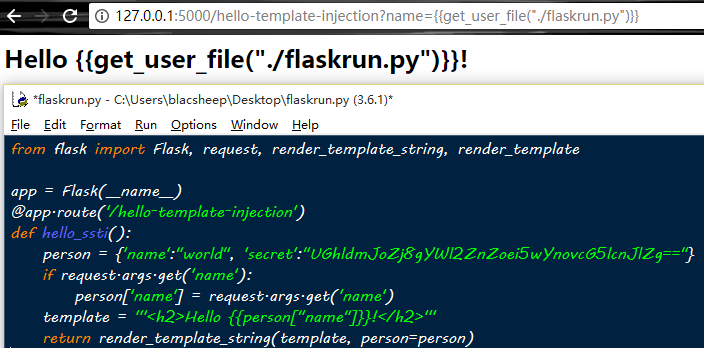 127.0.0.1:5000/hello-template-injection?name={{get_user_file("./flaskrun.py")}}
Hello {{get_user_file("./flaskrun.py")}}!
*flaskrun.py - C:\Users\blacsheep\Desktop\flaskrun.py (3.6.1)*
File Edit Format Run Options Window Help
from flask import Flask, request, render_template_string, render_template
app = Flask(__name__)
@app.route('/hello-template-injection')
def hello_ssti():
    person = {'name':"world", 'secret':"UGhldmJoZj8gYWl2ZnZoei5wYnovcG5lcnJlZg=="}
    if request.args.get('name'):
        person['name'] = request.args.get('name')
    template = '''<h2>Hello {{person["name"]}}!</h2>'''
    return render_template_string(template, person=person)